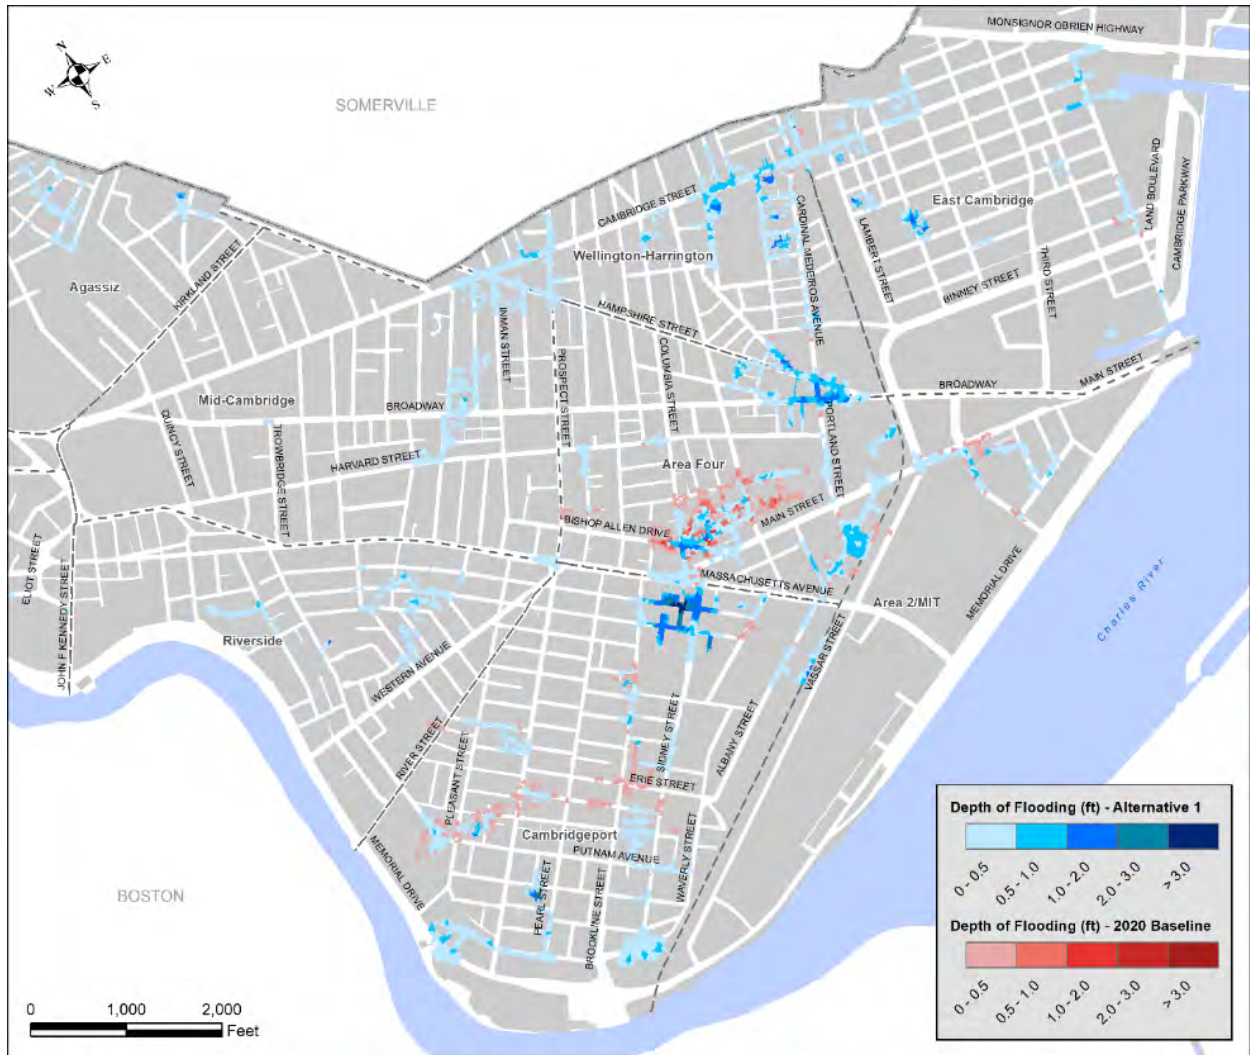 MONSIGNOR OBRIEN HIGHWAY
N
E
W
S
SOMERVILLE
LAND BOULEVARD
CAMBRIDGE PARKWAY
CAMBRIDGE STREET
East Cambridge
CARDINAL MEDEIROS AVENUE
LAMBERT STREET
KIRKLAND STREET
Wellington-Harrington
THIRD STREET
Agassiz
BINNEY STREET
HAMPSHIRE STREET
INMAN STREET
PROSPECT STREET
COLUMBIA STREET
MAIN STREET
BROADWAY
Mid-Cambridge
BROADWAY
QUINCY STREET
TROWBRIDGE STREET
PORTLAND STREET
HARVARD STREET
Area Four
MAIN STREET
BISHOP ALLEN DRIVE
ELIOT STREET
JOHN F KENNEDY STREET
MASSACHUSETTS AVENUE
MEMORIAL DRIVE
Charles River
Area 2/MIT
Riverside
WESTERN AVENUE
VASSAR STREET
SIDNEY STREET
ALBANY STREET
RIVER STREET
PLEASANT STREET
ERIE STREET
Cambridgeport
MEMORIAL DRIVE
PUTNAM AVENUE
WAVERLY STREET
PEARL STREET
BROOKLINE STREET
BOSTON
Depth of Flooding (ft) - Alternative 1
0 - 0.5
0.5 - 1.0
1.0 - 2.0
2.0 - 3.0
> 3.0
Depth of Flooding (ft) - 2020 Baseline
0 - 0.5
0.5 - 1.0
1.0 - 2.0
2.0 - 3.0
> 3.0
0 1,000 2,000
Feet